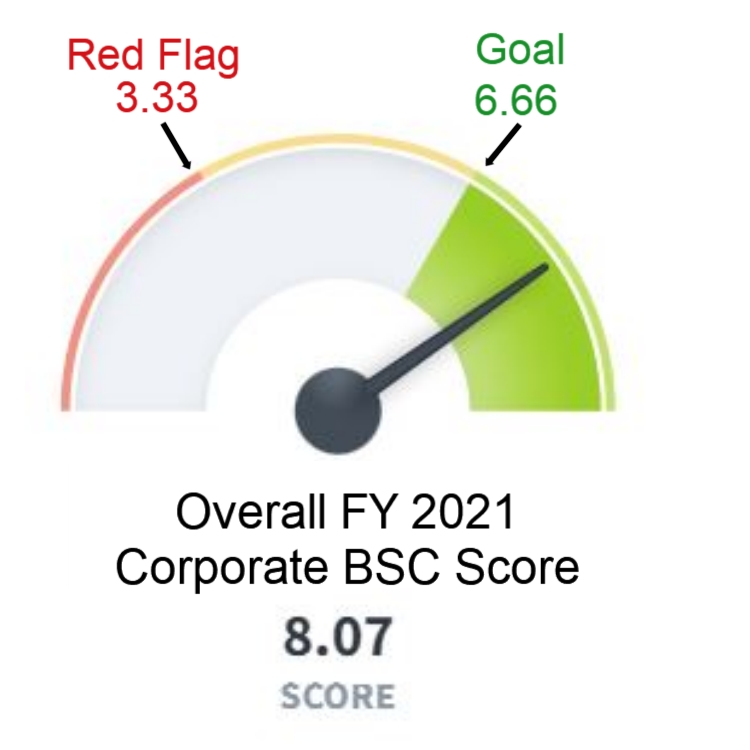 Red Flag
3.33
Goal
6.66
Overall FY 2021
Corporate BSC Score
8.07
SCORE